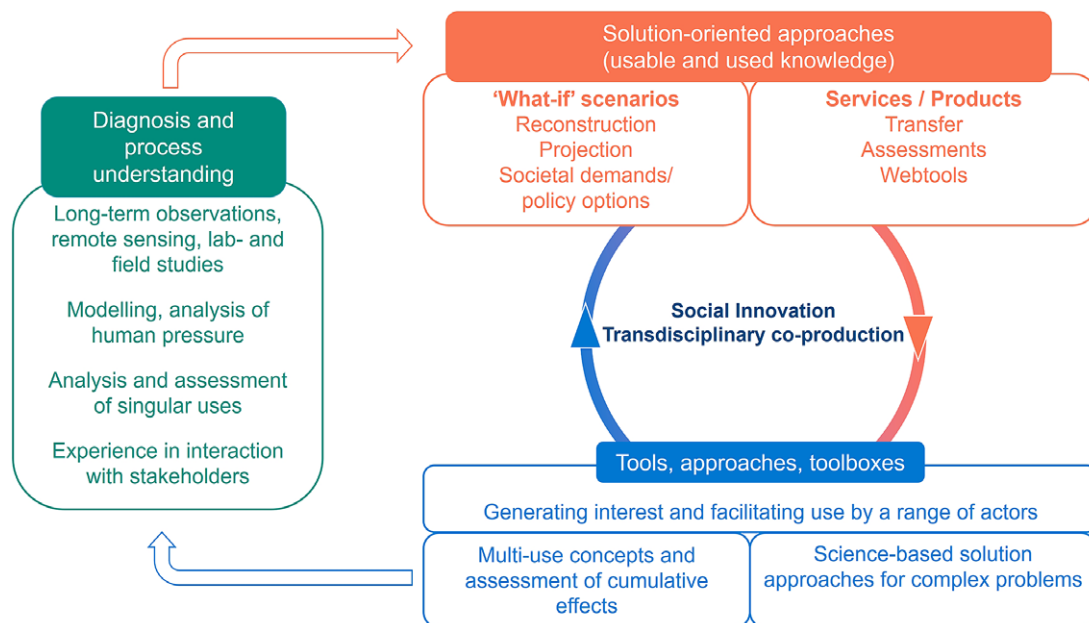 Solution-oriented approaches
(usable and used knowledge)
‘What-if’ scenarios
Reconstruction
Projection
Societal demands/
policy options
Services / Products
Transfer
Assessments
Webtools
Diagnosis and
process
understanding
Long-term observations,
remote sensing, lab- and
field studies
Modelling, analysis of
human pressure
Analysis and assessment
of singular uses
Experience in interaction
with stakeholders
Social Innovation
Transdisciplinary co-production
Tools, approaches, toolboxes
Generating interest and facilitating use by a range of actors
Multi-use concepts and
assessment of cumulative
effects
Science-based solution
approaches for complex problems